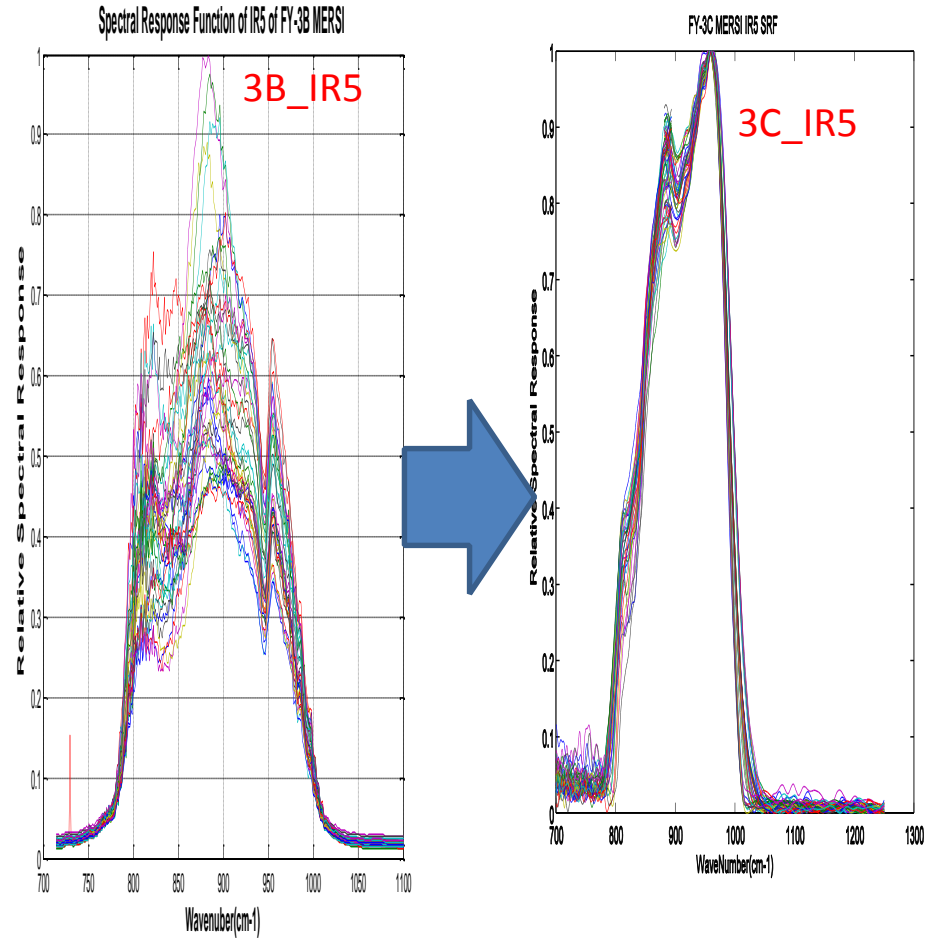 Spectral Response Function of IR5 of FY-3B MERSI
3B_IR5
Relative Spectral Response
1
0.9
0.8
0.7
0.6
0.5
0.4
0.3
0.2
0.1
0
700 750 800 850 900 950 1000 1050 1100
Wavenuber(cm-1)
FY-3C MERSI IR5 SRF
3C_IR5
Relative Spectral Response
1
0.9
0.8
0.7
0.6
0.5
0.4
0.3
0.2
0.1
0
700 800 900 1000 1100 1200 1300
WaveNumber(cm-1)